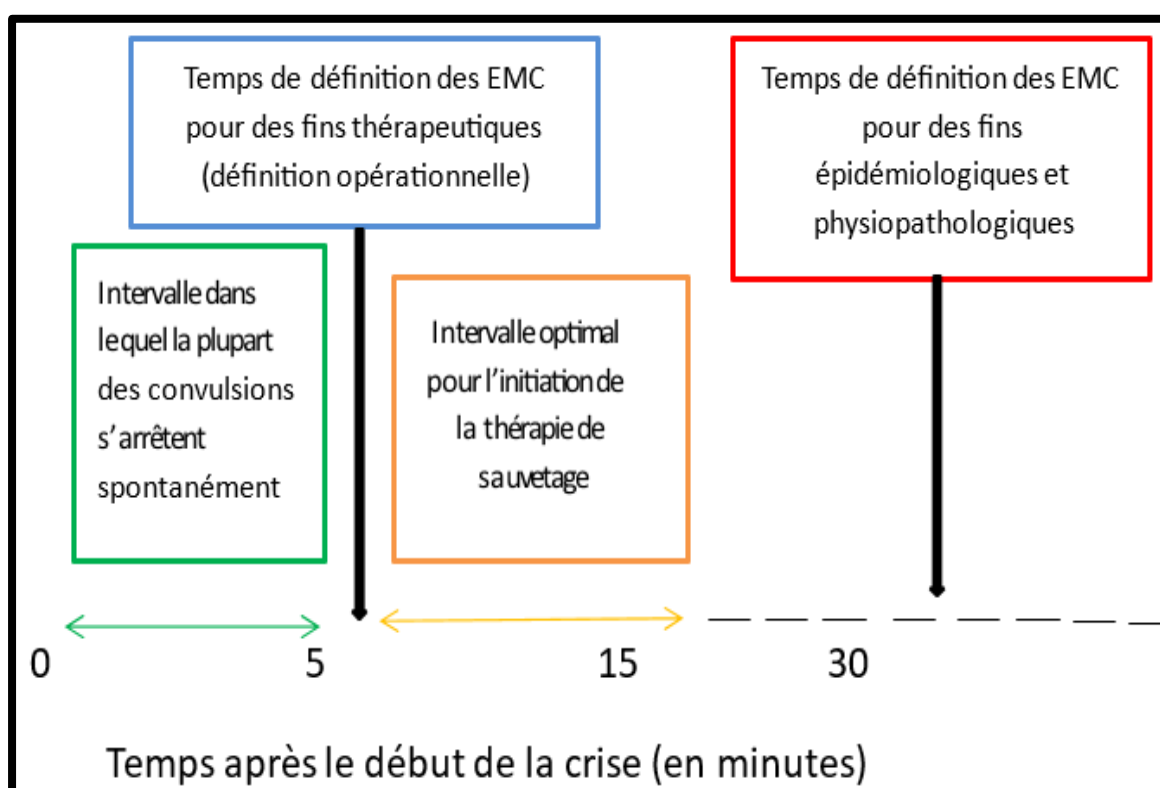 Temps de définition des EMC
pour des fins thérapeutiques
(définition opérationnelle)
Temps de définition des EMC
pour des fins
épidémiologiques et
physiopathologiques
Intervalle dans
lequel la plupart
des convulsions
s'arrêtent
spontanément
Intervalle optimal
pour l'initiation de
la thérapie de
sauvetage
0 5 15 30
Temps après le début de la crise (en minutes)